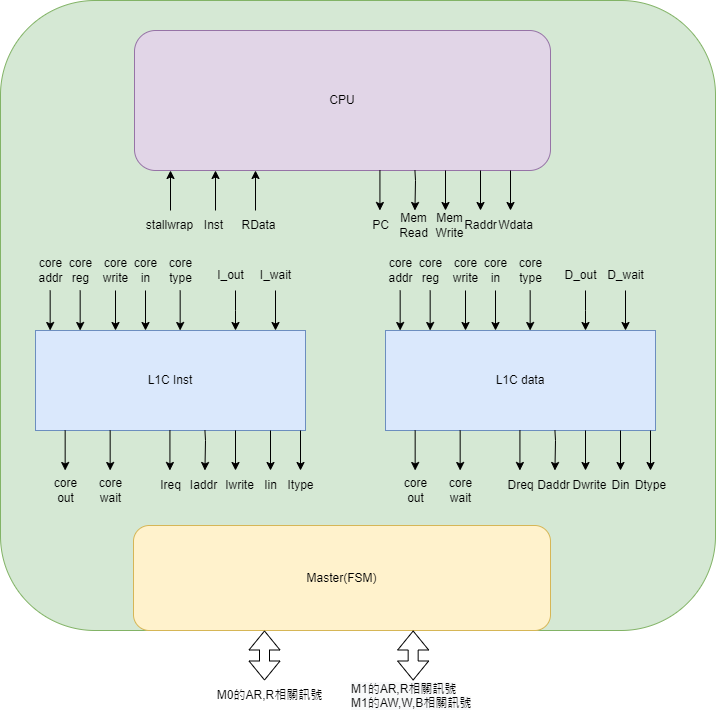 CPU
stallwrap Inst RData PC Mem Read Mem Write Raddr Wdata
core addr core reg core write core in core type I_out I_wait
core addr core reg core write core in core type D_out D_wait
L1C Inst
L1C data
core out core wait Ireq Iaddr Iwrite Iin Itype
core out core wait Dreq Daddr Dwrite Din Dtype
Master(FSM)
M0的AR,R相關訊號
M1的AR,R相關訊號
M1的AW,W,B相關訊號